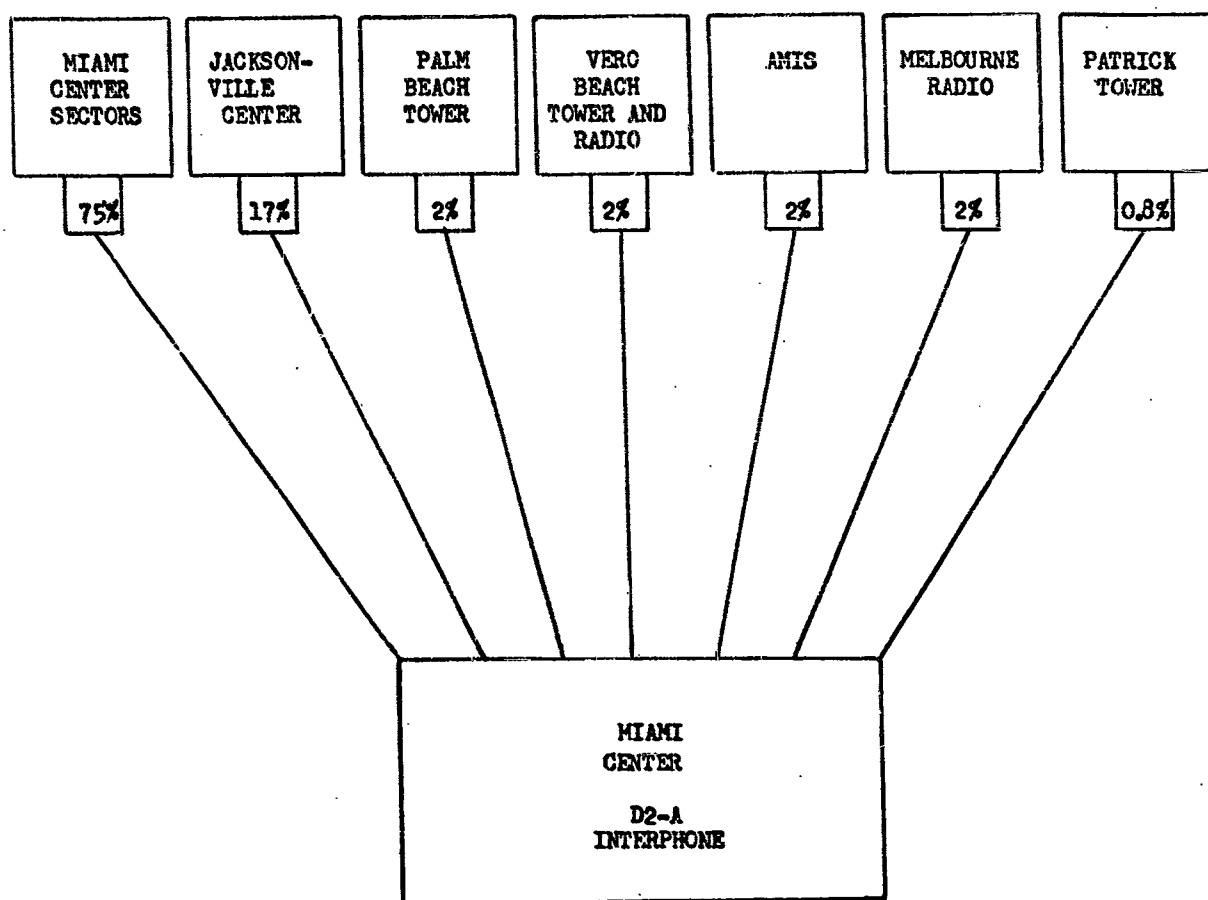 MIAMI
CENTER
SECTORS
JACKSON-
VILLE
CENTER
PALM
BEACH
TOWER
VERO
BEACH
TOWER AND
RADIO
AMIS
MELBOURNE
RADIO
PATRICK
TOWER
75%
17%
2%
2%
2%
2%
0.8%
MIAMI
CENTER
D2-A
INTERPHONE